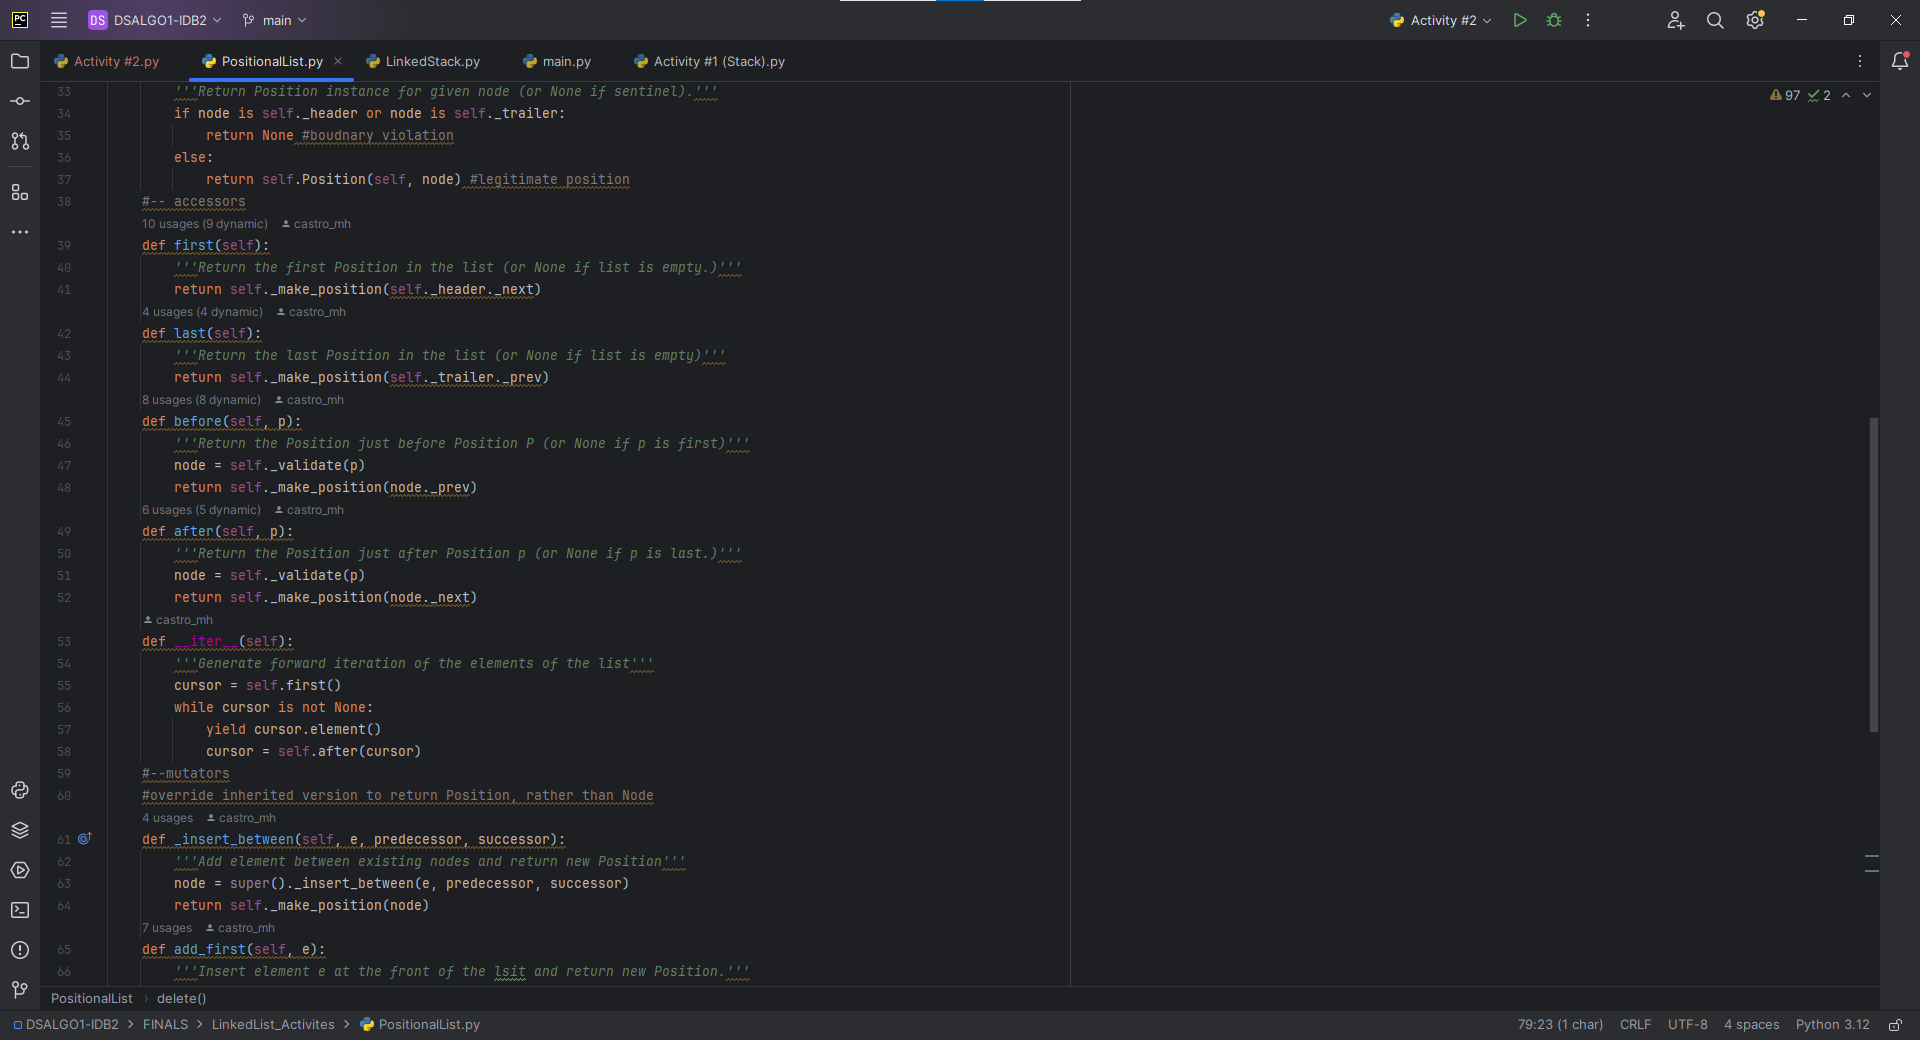 PC DS DSALGO1-IDB2 main Activity #2
Activity #2.py PositionalList.py LinkedStack.py main.py Activity #1 (Stack).py
97 2
33 '''Return Position instance for given node (or None if sentinel).'''
34 if node is self._header or node is self._trailer:
35 return None #boudnary violation
36 else:
37 return self.Position(self, node) #legitimate position
38 #-- accessors
10 usages (9 dynamic) castro_mh
39 def first(self):
40 '''Return the first Position in the list (or None if list is empty.)'''
41 return self._make_position(self._header._next)
4 usages (4 dynamic) castro_mh
42 def last(self):
43 '''Return the last Position in the list (or None if list is empty)'''
44 return self._make_position(self._trailer._prev)
8 usages (8 dynamic) castro_mh
45 def before(self, p):
46 '''Return the Position just before Position P (or None if p is first)'''
47 node = self._validate(p)
48 return self._make_position(node._prev)
6 usages (5 dynamic) castro_mh
49 def after(self, p):
50 '''Return the Position just after Position p (or None if p is last.)'''
51 node = self._validate(p)
52 return self._make_position(node._next)
castro_mh
53 def __iter__(self):
54 '''Generate forward iteration of the elements of the list'''
55 cursor = self.first()
56 while cursor is not None:
57 yield cursor.element()
58 cursor = self.after(cursor)
59 #--mutators
60 #override inherited version to return Position, rather than Node
4 usages castro_mh
61 def _insert_between(self, e, predecessor, successor):
62 '''Add element between existing nodes and return new Position'''
63 node = super()._insert_between(e, predecessor, successor)
64 return self._make_position(node)
7 usages castro_mh
65 def add_first(self, e):
66 '''Insert element e at the front of the lsit and return new Position.'''
PositionalList › delete()
DSALGO1-IDB2 > FINALS > LinkedList_Activites > PositionalList.py 79:23 (1 char) CRLF UTF-8 4 spaces Python 3.12